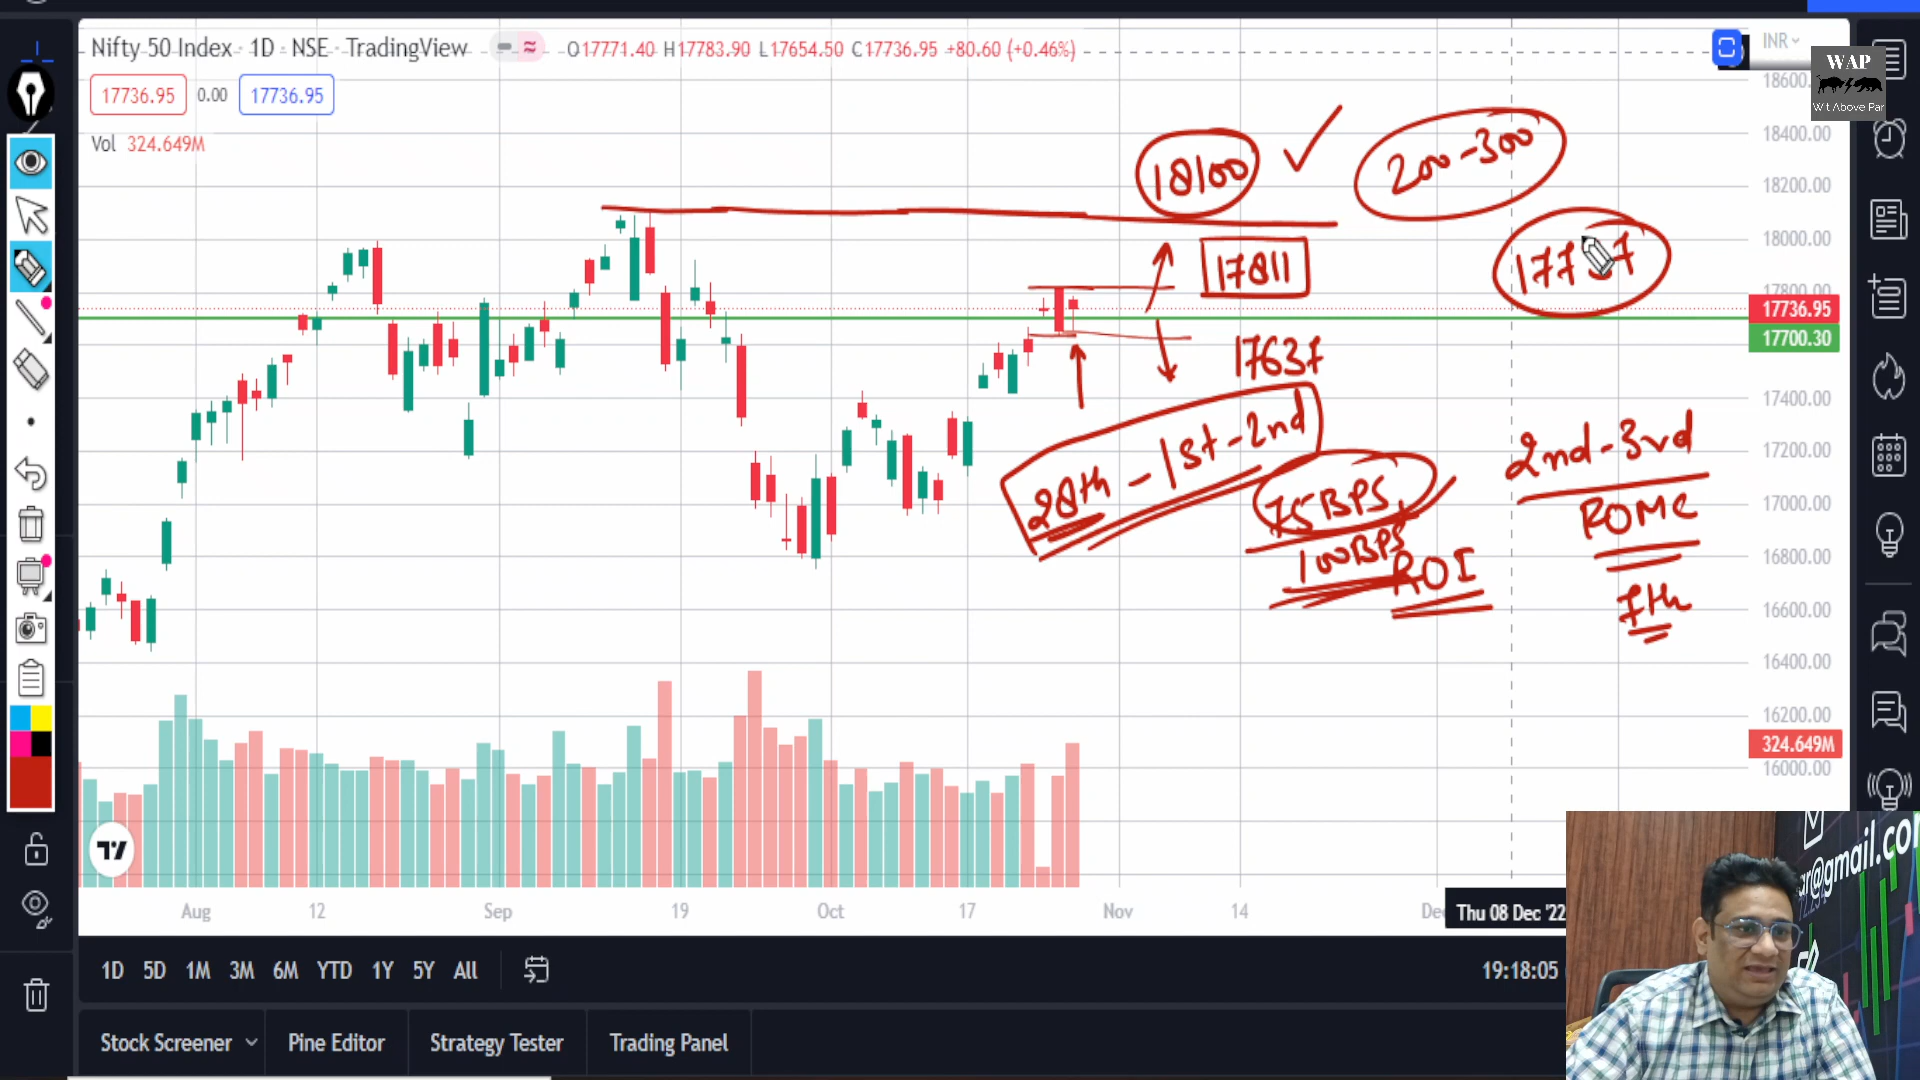 Nifty 50 Index · 1D · NSE · TradingView
O17771.40 H17783.90 L17654.50 C17736.95 +80.60 (+0.46%)
INR
WAP
17736.95
0.00
17736.95
Vol 324.649M
18600
18400.00
18200.00
18000.00
17800.00
17736.95
17700.30
17400.00
17200.00
17000.00
16800.00
16600.00
16400.00
16200.00
324.649M
16000.00
18100
200-300
17811
17637
28th - 1st - 2nd
75BPS
100BPS
ROI
2nd-3rd
7th
Aug
12
Sep
19
Oct
17
Nov
14
Thu 08 Dec '22
1D 5D 1M 3M 6M YTD 1Y 5Y All
19:18:05
Stock Screener
Pine Editor
Strategy Tester
Trading Panel